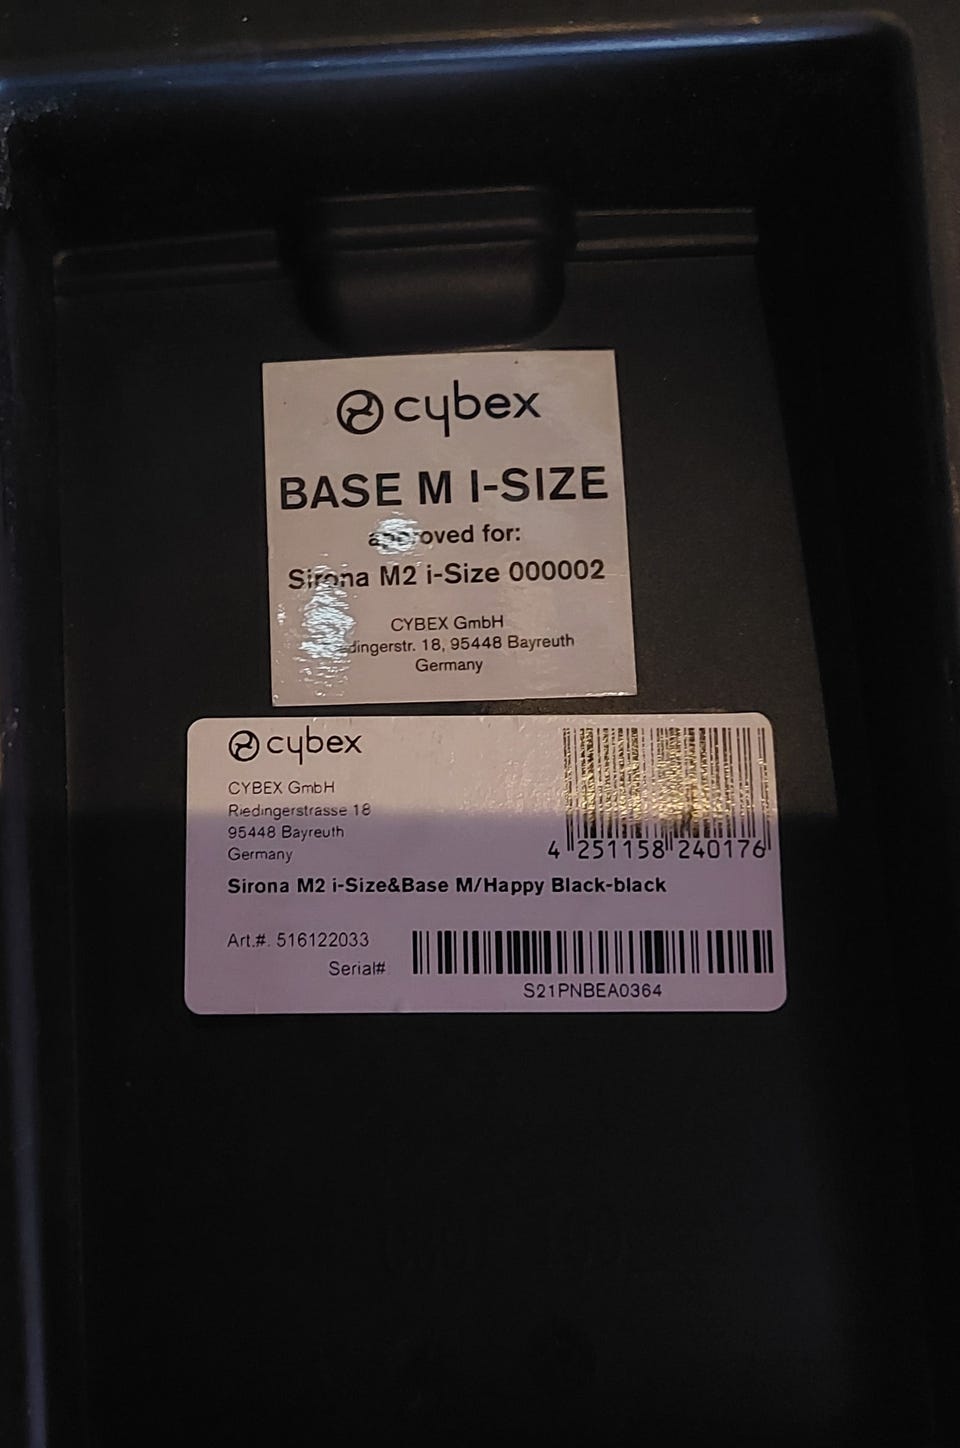 cybex
BASE M I-SIZE
approved for:
Sirona M2 i-Size 000002
CYBEX GmbH
18, 95448 Bayreuth
Germany
cybex
CYBEX GmbH
Riedingerstrasse 18
95448 Bayreuth
Germany
4 251158 240176
Sirona M2 i-Size&Base M/Happy Black-black
Art.#. 516122033
Serial#
S21PNBEA0364